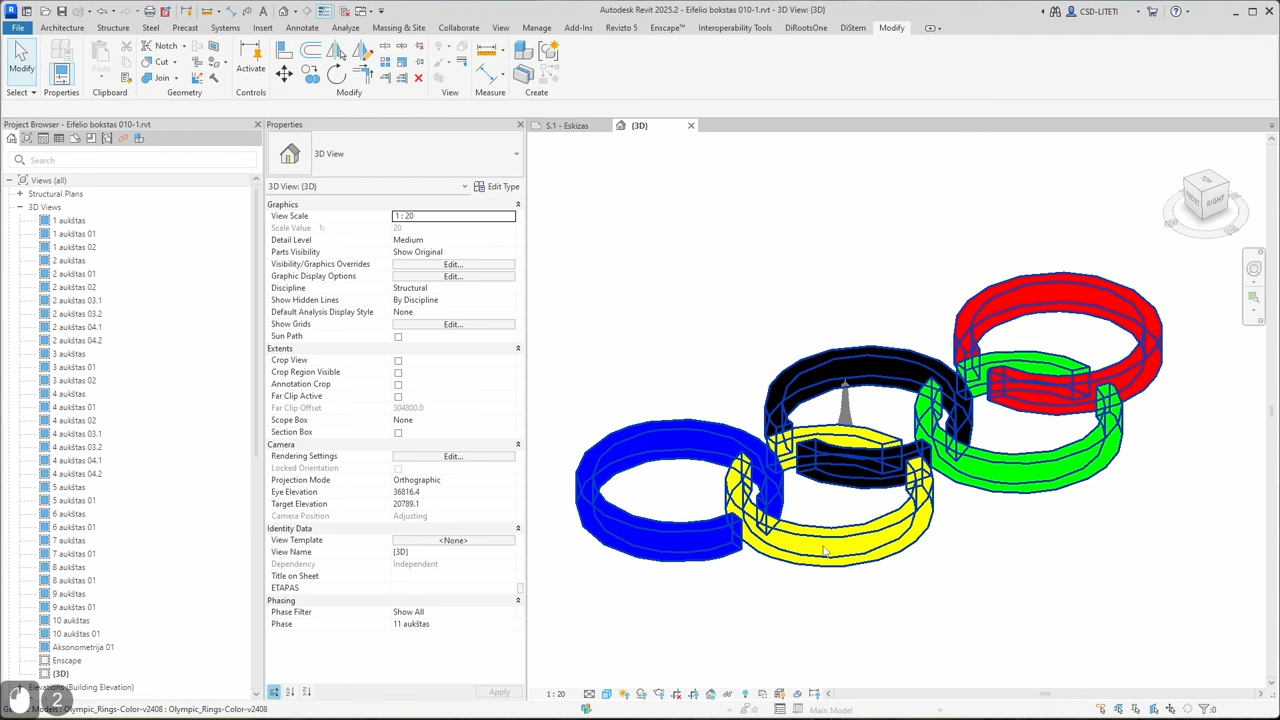 Autodesk Revit 2025.2 - Eifelio bokstas 010-1.rvt - 3D View: {3D}
CSD-LITETI
File Architecture Structure Steel Precast Systems Insert Annotate Analyze Massing & Site Collaborate View Manage Add-Ins Revizto 5 Enscape™ Interoperability Tools DiRootsOne DiStem Modify
Modify
Properties
Paste
Notch
Cut
Join
Activate
Select Properties Clipboard Geometry Controls Modify View Measure Create
Project Browser - Eifelio bokstas 010-1.rvt
Search
Views (all)
Structural Plans
3D Views
1 aukštas
1 aukštas 01
1 aukštas 02
2 aukštas
2 aukštas 01
2 aukštas 02
2 aukštas 03.1
2 aukštas 03.2
2 aukštas 04.1
2 aukštas 04.2
3 aukštas
3 aukštas 01
3 aukštas 02
4 aukštas
4 aukštas 01
4 aukštas 02
4 aukštas 03.1
4 aukštas 03.2
4 aukštas 04.1
4 aukštas 04.2
5 aukštas
5 aukštas 01
6 aukštas
6 aukštas 01
7 aukštas
7 aukštas 01
8 aukštas
8 aukštas 01
9 aukštas
9 aukštas 01
10 aukštas
10 aukštas 01
Aksonometrija 01
Enscape
{3D}
Elevations (Building Elevation)
Properties
3D View
3D View: {3D} Edit Type
Graphics
View Scale 1 : 20
Scale Value 1: 20
Detail Level Medium
Parts Visibility Show Original
Visibility/Graphics Overrides Edit...
Graphic Display Options Edit...
Discipline Structural
Show Hidden Lines By Discipline
Default Analysis Display Style None
Show Grids Edit...
Sun Path
Extents
Crop View
Crop Region Visible
Annotation Crop
Far Clip Active
Far Clip Offset 304800.0
Scope Box None
Section Box
Camera
Rendering Settings Edit...
Locked Orientation
Projection Mode Orthographic
Eye Elevation 36816.4
Target Elevation 20789.1
Camera Position Adjusting
Identity Data
View Template <None>
View Name {3D}
Dependency Independent
Title on Sheet
ETAPAS
Phasing
Phase Filter Show All
Phase 11 aukštas
Apply
S.1 - Eskizas {3D}
TOP
FRONT RIGHT
1 : 20
2
Models : Olympic_Rings-Color-v2408 : Olympic_Rings-Color-v2408
:0 Main Model :0